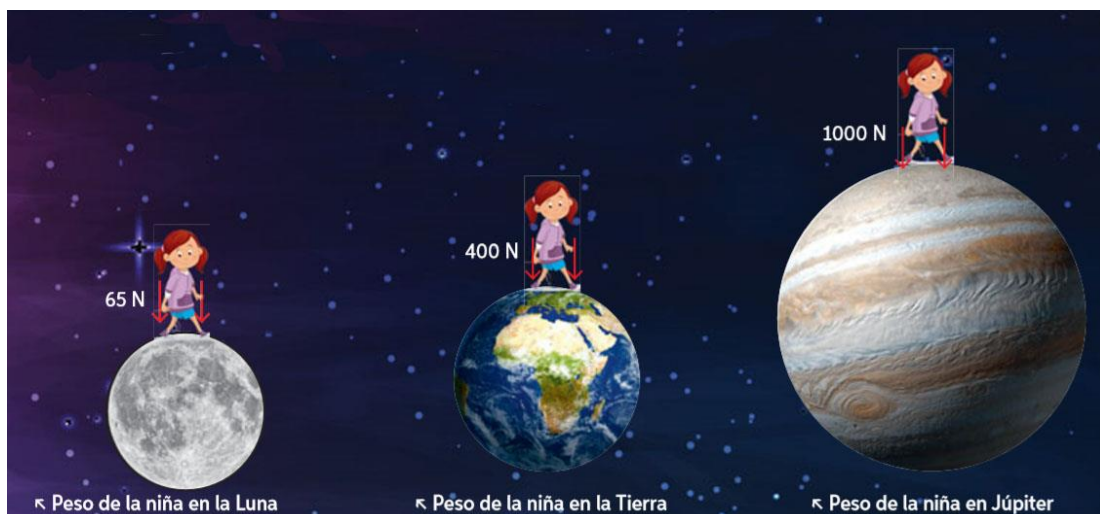 1000 N
400 N
65 N
↖ Peso de la niña en la Luna
↖ Peso de la niña en la Tierra
↖ Peso de la niña en Júpiter